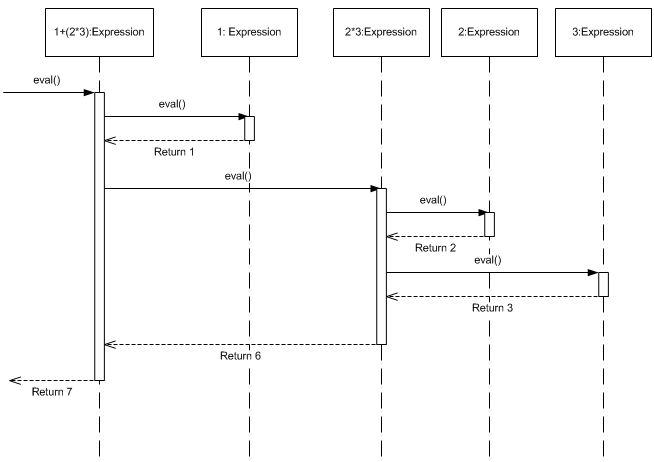 1+(2*3):Expression
1: Expression
2*3:Expression
2:Expression
3:Expression
eval()
eval()
Return 1
eval()
eval()
Return 2
eval()
Return 3
Return 6
Return 7